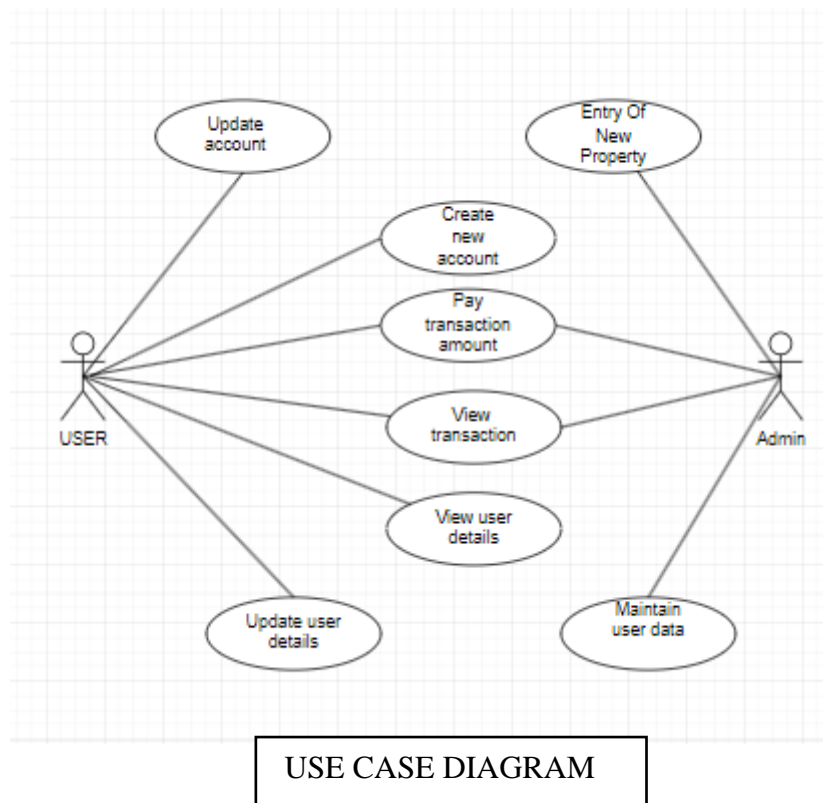 Update
account
Entry Of
New
Property
Create
new
account
Pay
transaction
amount
USER
Admin
View
transaction
View user
details
Update user
details
Maintain
user data
USE CASE DIAGRAM